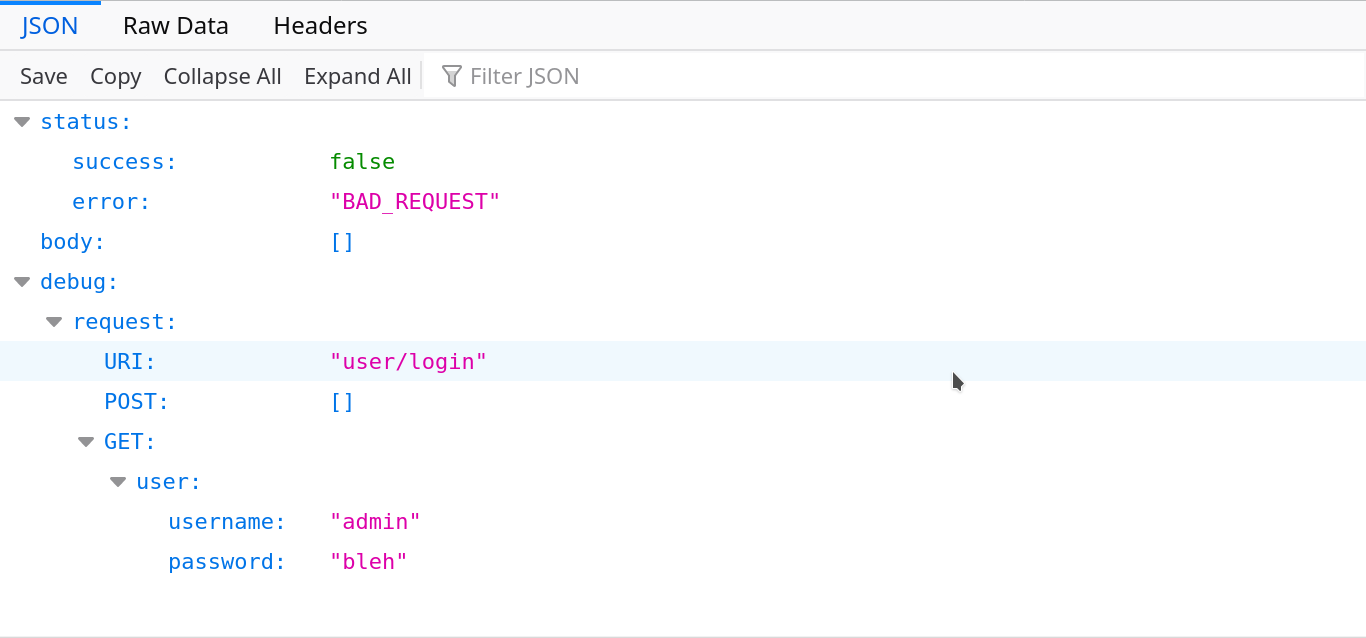 JSON Raw Data Headers
Save Copy Collapse All Expand All Filter JSON
status:
success: false
error: "BAD_REQUEST"
body: []
debug:
request:
URI: "user/login"
POST: []
GET:
user:
username: "admin"
password: "bleh"